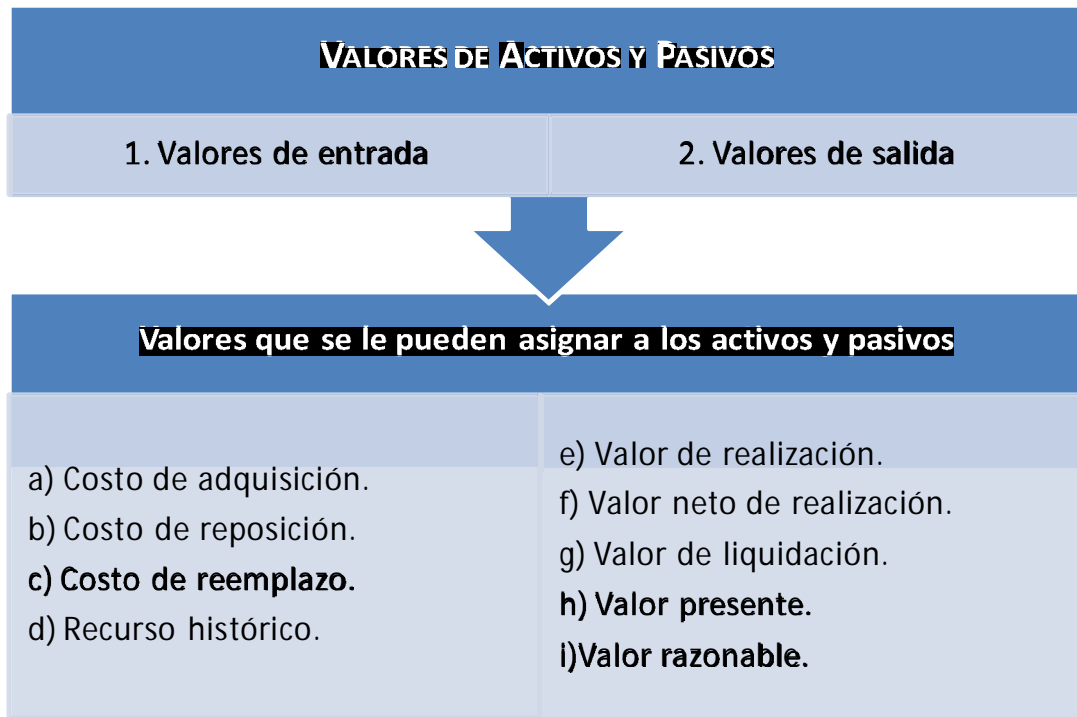 VALORES DE ACTIVOS Y PASIVOS
1. Valores de entrada
2. Valores de salida
Valores que se le pueden asignar a los activos y pasivos
a) Costo de adquisición.
b) Costo de reposición.
c) Costo de reemplazo.
d) Recurso histórico.
e) Valor de realización.
f) Valor neto de realización.
g) Valor de liquidación.
h) Valor presente.
i)Valor razonable.